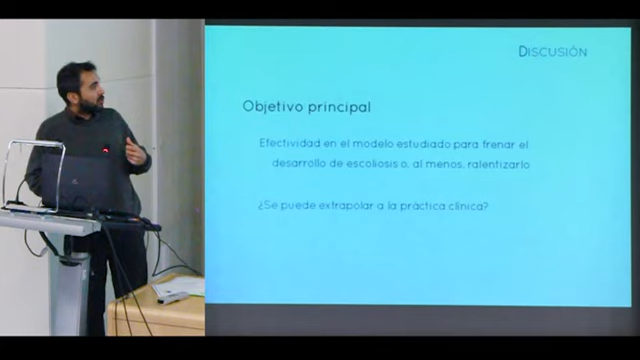 DISCUSIÓN
Objetivo principal
Efectividad en el modelo estudiado para frenar el
desarrollo de escoliosis o, al menos, ralentizarlo
¿Se puede extrapolar a la práctica clínica?